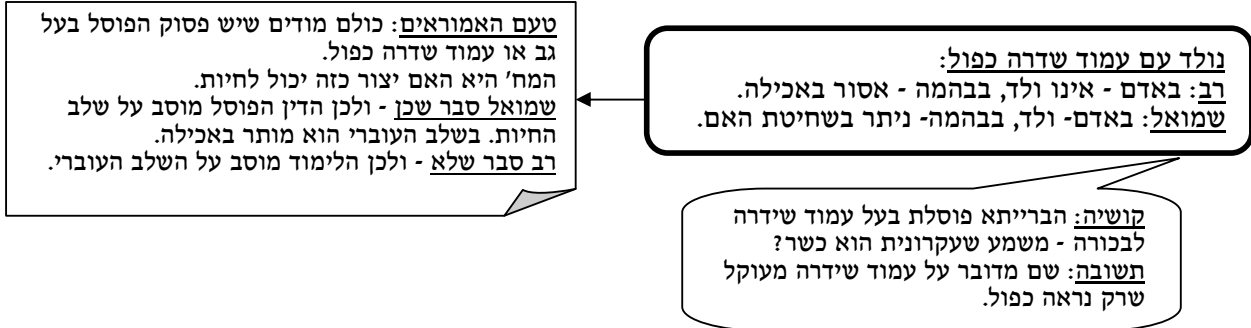 נולד עם עמוד שדרה כפול:
רב: באדם - אינו ולד, בבהמה - אסור באכילה.
שמואל: באדם- ולד, בבהמה- ניתר בשחיטת האם.
טעם האמוראים: כולם מודים שיש פסוק הפוסל בעל
גב או עמוד שדרה כפול.
המח' היא האם יצור כזה יכול לחיות.
שמואל סבר שכן - ולכן הדין הפוסל מוסב על שלב
החיות. בשלב העוברי הוא מותר באכילה.
רב סבר שלא - ולכן הלימוד מוסב על השלב העוברי.
קושיה: הברייתא פוסלת בעל עמוד שידרה
לבכורה - משמע שעקרונית הוא כשר?
תשובה: שם מדובר על עמוד שידרה מעוקל
שרק נראה כפול.